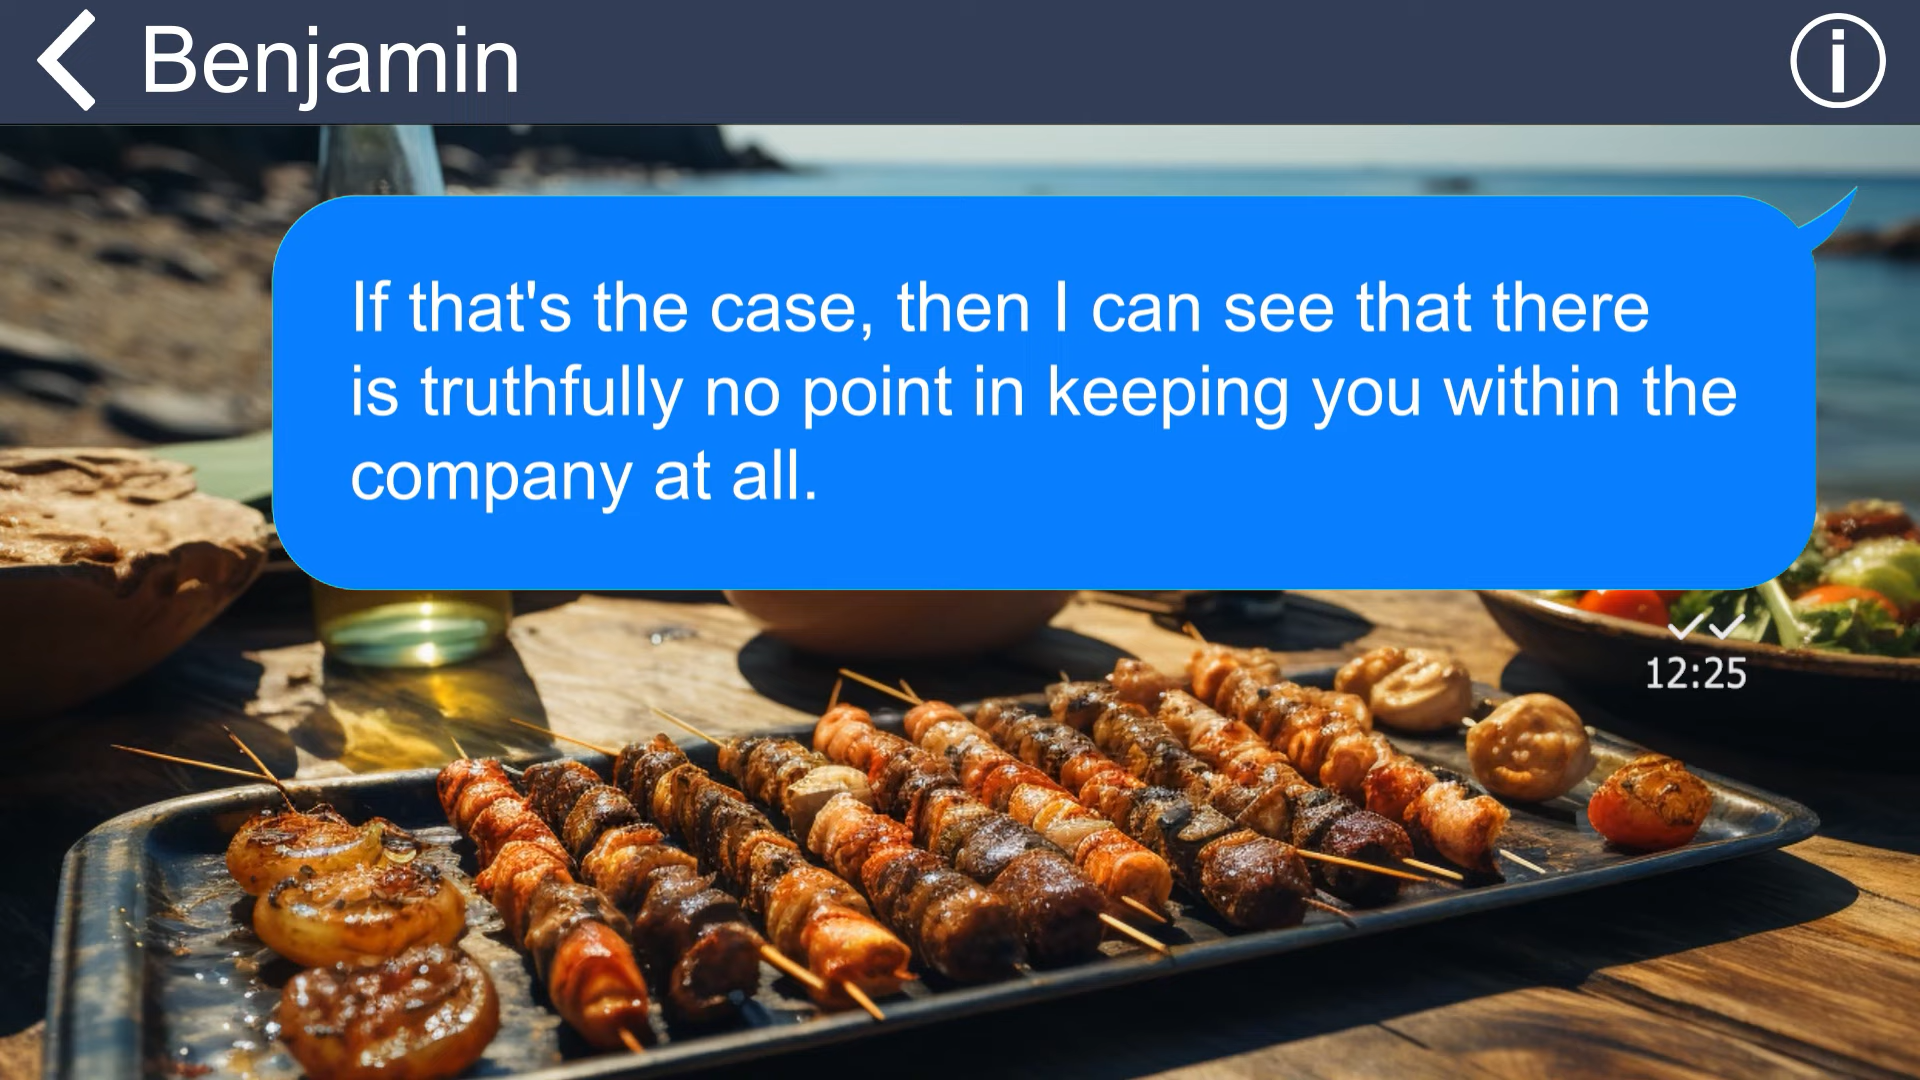 Benjamin
If that's the case, then I can see that there
is truthfully no point in keeping you within the
company at all.
12:25